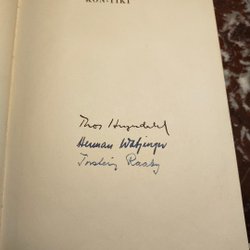 KON-TIKI
Thor Heyerdahl
Herman Watzinger
Torstein Raaby